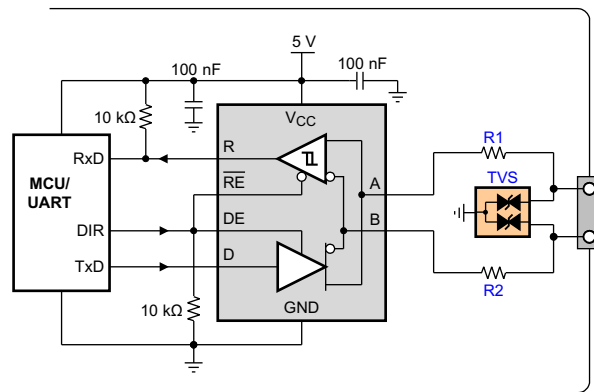 5 V
100 nF
100 nF
10 kΩ
VCC
R1
RxD
R
TVS
MCU/
UART
RE
A
DIR
DE
B
TxD
D
R2
10 kΩ
GND